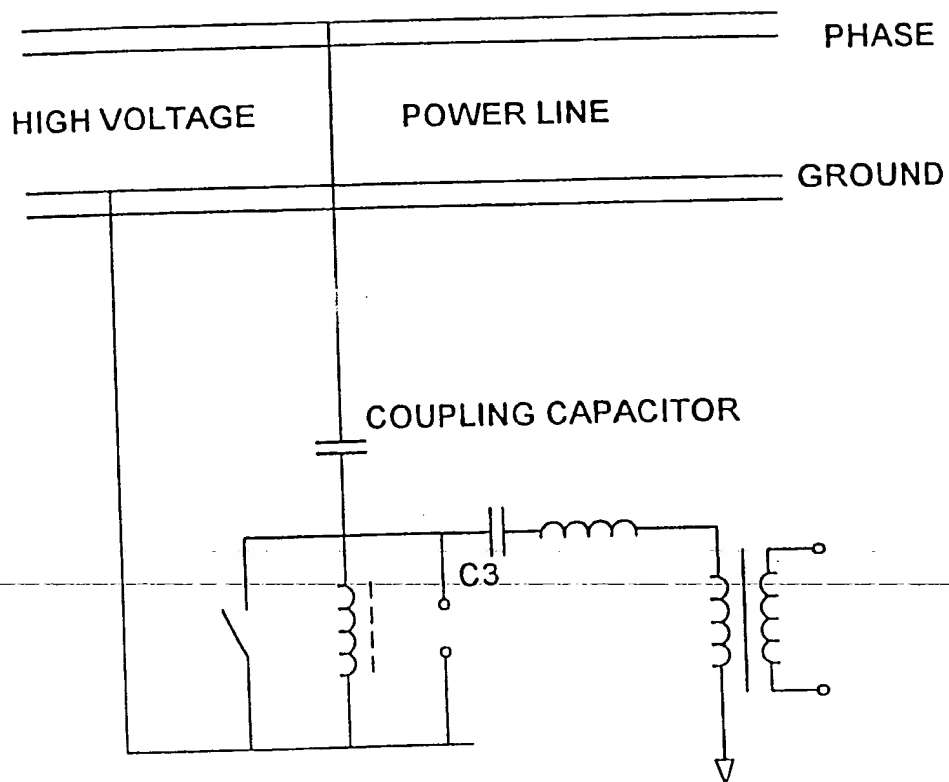 PHASE
HIGH VOLTAGE POWER LINE
GROUND
COUPLING CAPACITOR
C3